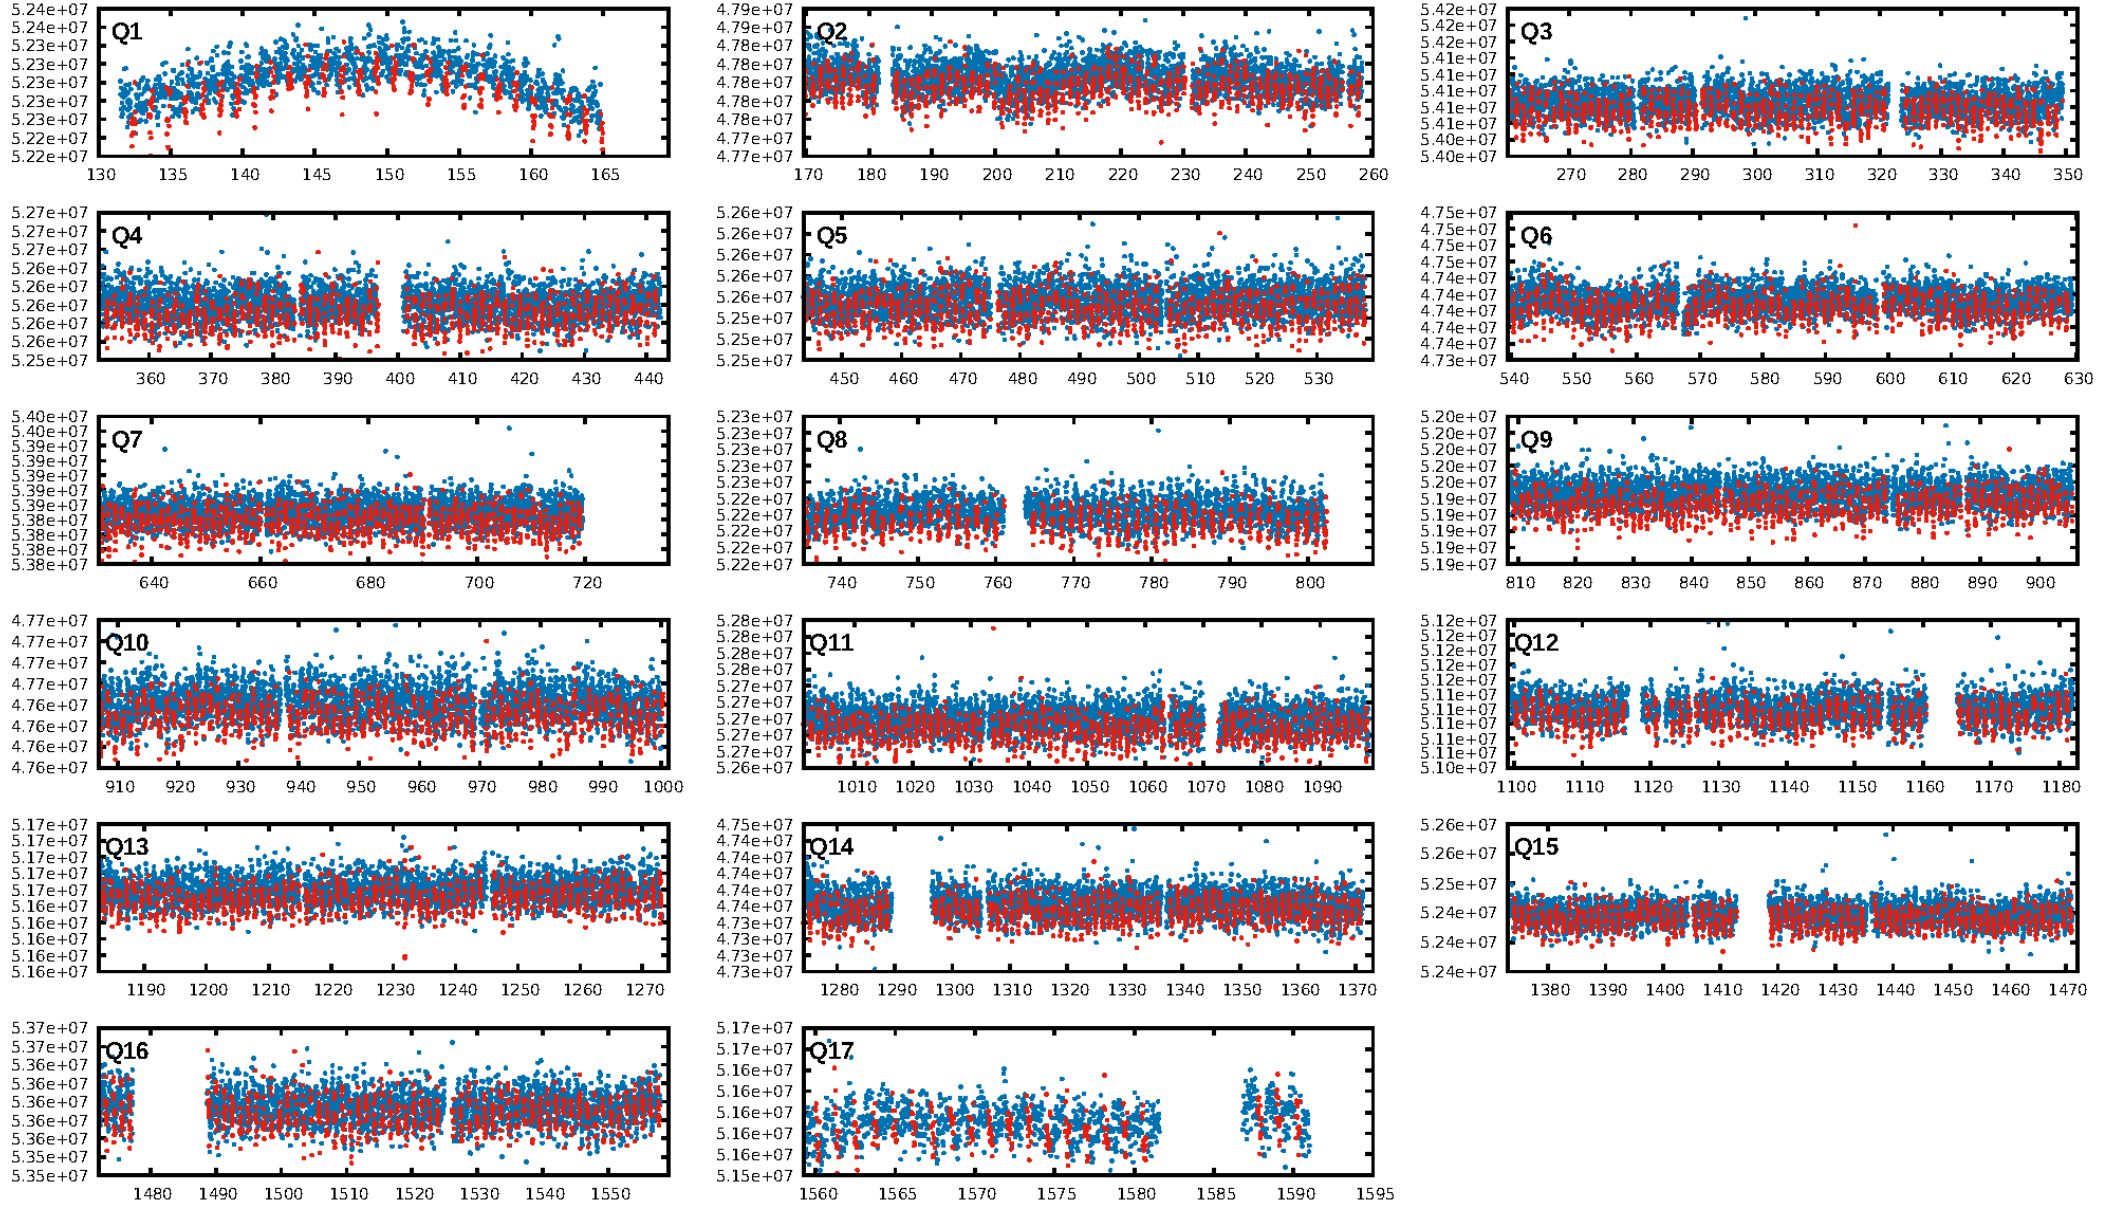 5.24e+07
5.24e+07
5.23e+07
5.23e+07
5.23e+07
5.23e+07
5.23e+07
5.22e+07
5.22e+07
Q1
130 135 140 145 150 155 160 165
4.79e+07
4.79e+07
4.78e+07
4.78e+07
4.78e+07
4.78e+07
4.78e+07
4.77e+07
4.77e+07
Q2
170 180 190 200 210 220 230 240 250 260
5.42e+07
5.42e+07
5.42e+07
5.41e+07
5.41e+07
5.41e+07
5.41e+07
5.41e+07
5.40e+07
5.40e+07
Q3
270 280 290 300 310 320 330 340 350
5.27e+07
5.27e+07
5.27e+07
5.26e+07
5.26e+07
5.26e+07
5.26e+07
5.26e+07
5.25e+07
Q4
360 370 380 390 400 410 420 430 440
5.26e+07
5.26e+07
5.26e+07
5.26e+07
5.26e+07
5.25e+07
5.25e+07
5.25e+07
Q5
450 460 470 480 490 500 510 520 530
4.75e+07
4.75e+07
4.75e+07
4.75e+07
4.74e+07
4.74e+07
4.74e+07
4.74e+07
4.74e+07
4.73e+07
Q6
540 550 560 570 580 590 600 610 620 630
5.40e+07
5.40e+07
5.39e+07
5.39e+07
5.39e+07
5.39e+07
5.39e+07
5.38e+07
5.38e+07
5.38e+07
5.38e+07
Q7
640 660 680 700 720
5.23e+07
5.23e+07
5.23e+07
5.23e+07
5.23e+07
5.22e+07
5.22e+07
5.22e+07
5.22e+07
5.22e+07
Q8
740 750 760 770 780 790 800
5.20e+07
5.20e+07
5.20e+07
5.20e+07
5.20e+07
5.19e+07
5.19e+07
5.19e+07
5.19e+07
5.19e+07
Q9
810 820 830 840 850 860 870 880 890 900
4.77e+07
4.77e+07
4.77e+07
4.77e+07
4.76e+07
4.76e+07
4.76e+07
4.76e+07
Q10
910 920 930 940 950 960 970 980 990 1000
5.28e+07
5.28e+07
5.28e+07
5.28e+07
5.27e+07
5.27e+07
5.27e+07
5.27e+07
5.27e+07
5.26e+07
Q11
1010 1020 1030 1040 1050 1060 1070 1080 1090
5.12e+07
5.12e+07
5.12e+07
5.12e+07
5.12e+07
5.11e+07
5.11e+07
5.11e+07
5.11e+07
5.11e+07
5.10e+07
Q12
1100 1110 1120 1130 1140 1150 1160 1170 1180
5.17e+07
5.17e+07
5.17e+07
5.17e+07
5.17e+07
5.16e+07
5.16e+07
5.16e+07
5.16e+07
5.16e+07
Q13
1190 1200 1210 1220 1230 1240 1250 1260 1270
4.75e+07
4.74e+07
4.74e+07
4.74e+07
4.74e+07
4.74e+07
4.73e+07
4.73e+07
4.73e+07
4.73e+07
Q14
1280 1290 1300 1310 1320 1330 1340 1350 1360 1370
5.26e+07
5.26e+07
5.25e+07
5.24e+07
5.24e+07
5.24e+07
Q15
1380 1390 1400 1410 1420 1430 1440 1450 1460 1470
5.37e+07
5.37e+07
5.36e+07
5.36e+07
5.36e+07
5.36e+07
5.36e+07
5.35e+07
5.35e+07
Q16
1480 1490 1500 1510 1520 1530 1540 1550
5.17e+07
5.17e+07
5.16e+07
5.16e+07
5.16e+07
5.16e+07
5.16e+07
5.15e+07
Q17
1560 1565 1570 1575 1580 1585 1590 1595